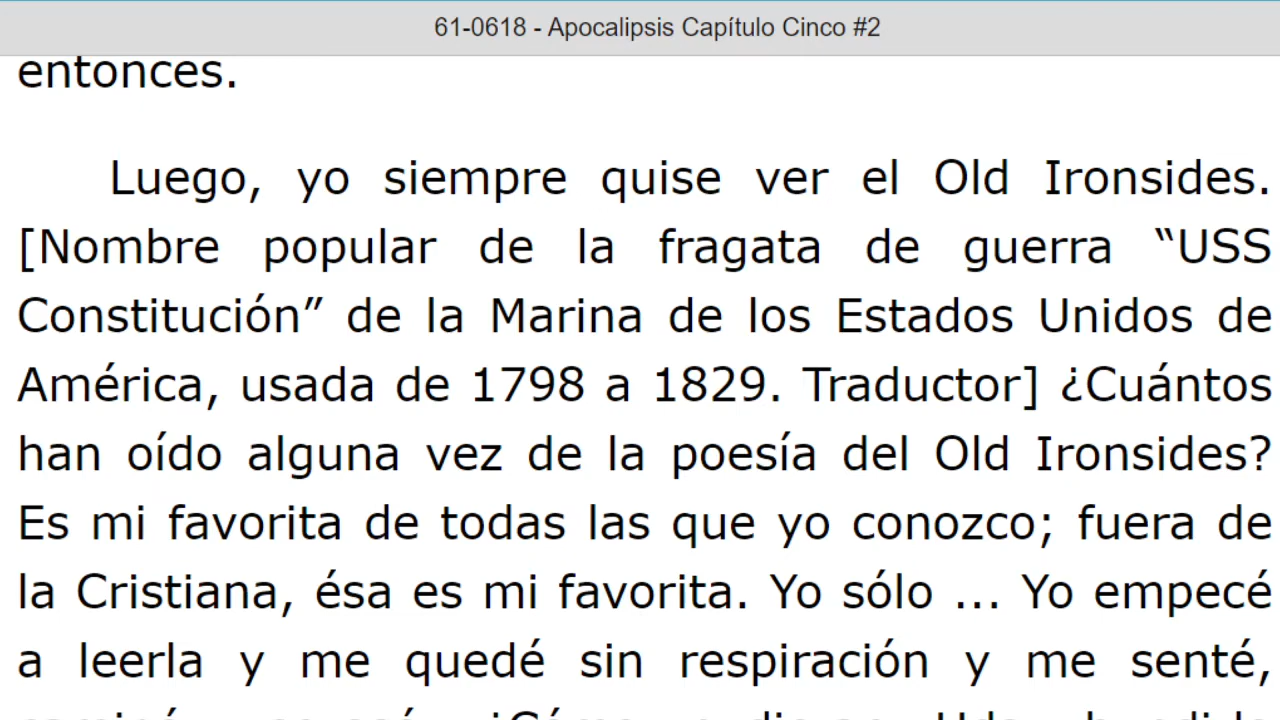 61-0618 - Apocalipsis Capítulo Cinco #2
entonces.
Luego, yo siempre quise ver el Old Ironsides.
[Nombre popular de la fragata de guerra “USS
Constitución” de la Marina de los Estados Unidos de
América, usada de 1798 a 1829. Traductor] ¿Cuántos
han oído alguna vez de la poesía del Old Ironsides?
Es mi favorita de todas las que yo conozco; fuera de
la Cristiana, ésa es mi favorita. Yo sólo ... Yo empecé
a leerla y me quedé sin respiración y me senté,